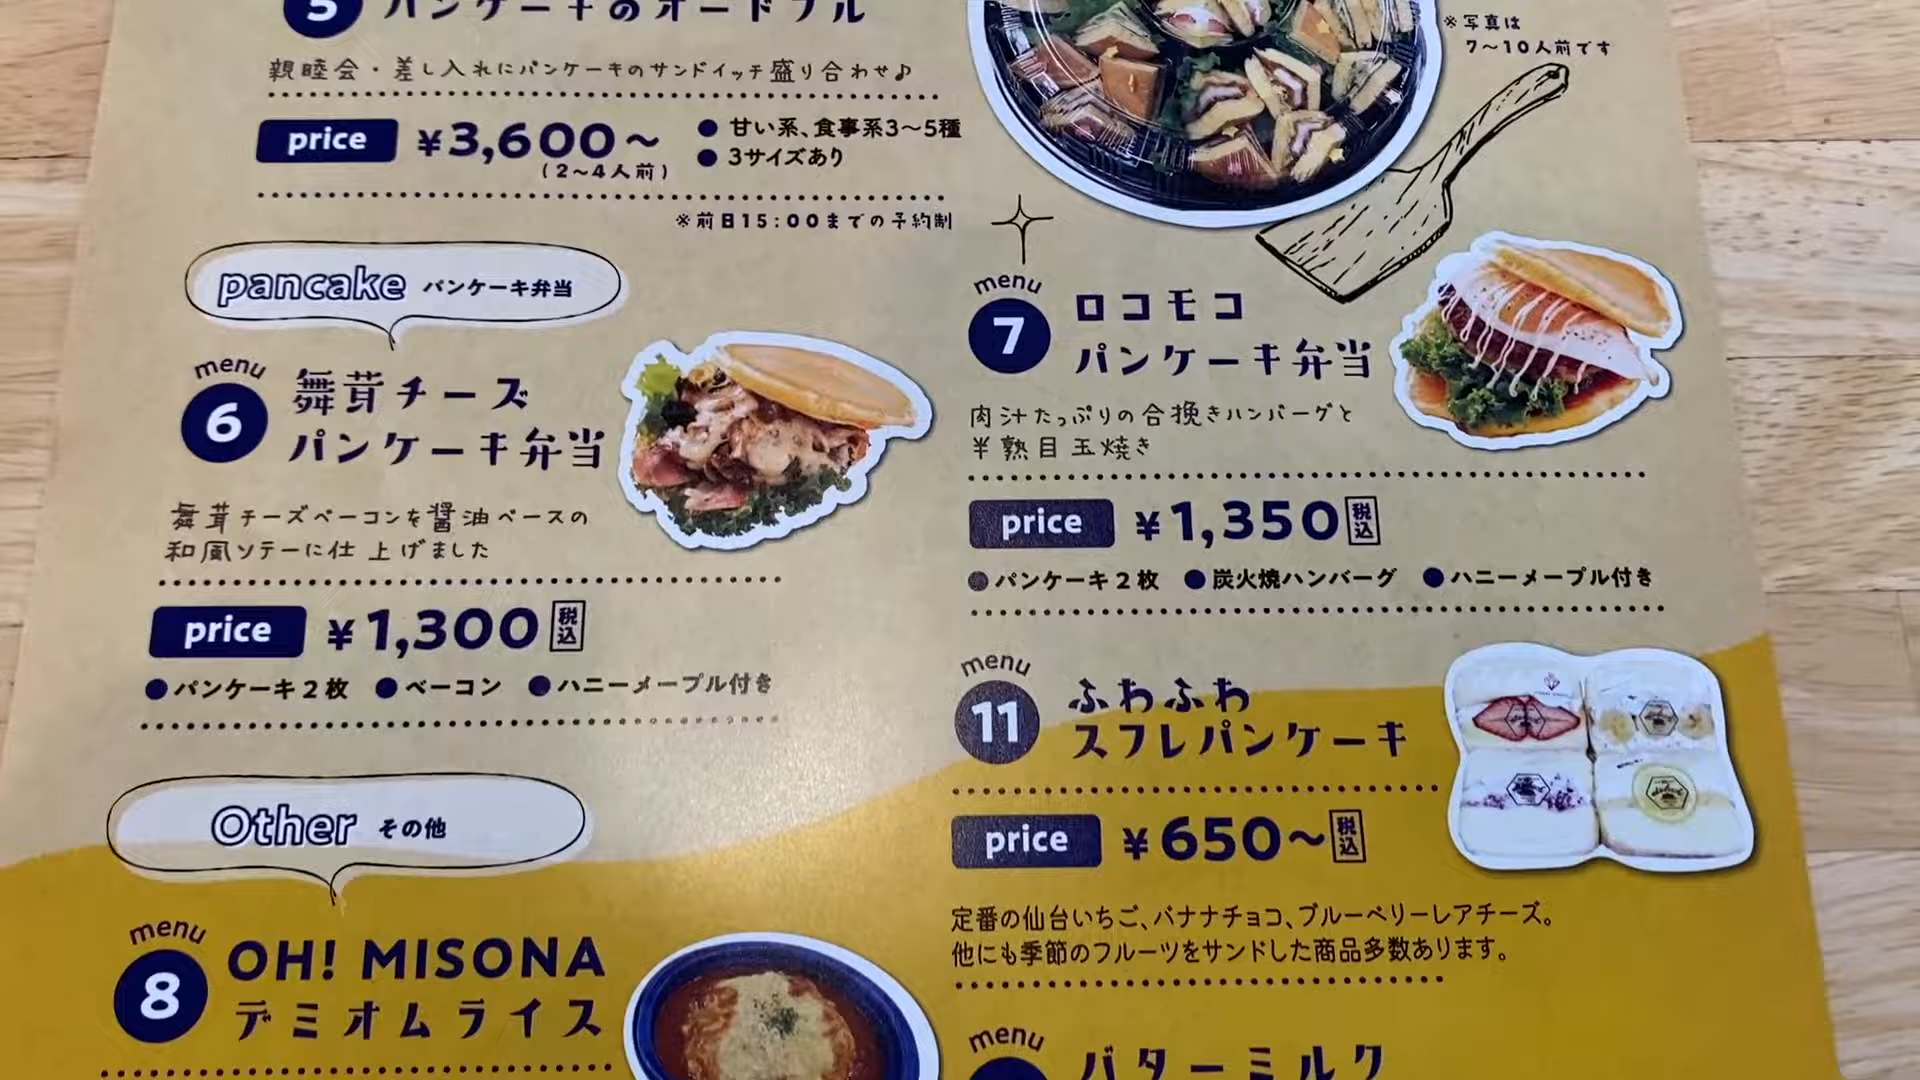 5 パンケーキのオードブル
親睦会・差し入れにパンケーキのサンドイッチ盛り合わせ♪
price ¥3,600～
(2～4人前)
●甘い系、食事系3～5種
●3サイズあり
※前日15:00までの予約制
※写真は
7～10人前です
pancake パンケーキ弁当
menu
6 舞茸チーズ
パンケーキ弁当
舞茸チーズベーコンを醤油ベースの
和風ソテーに仕上げました
price ¥1,300 税込
●パンケーキ2枚 ●ベーコン ●ハニーメープル付き
menu
7 ロコモコ
パンケーキ弁当
肉汁たっぷりの合挽きハンバーグと
半熟目玉焼き
price ¥1,350 税込
●パンケーキ2枚 ●炭火焼ハンバーグ ●ハニーメープル付き
Other その他
menu
8 OH! MISONA
デミオムライス
menu
11 ふわふわ
スフレパンケーキ
price ¥650～ 税込
定番の仙台いちご、バナナチョコ、ブルーベリーレアチーズ。
他にも季節のフルーツをサンドした商品多数あります。
menu
バターミルク